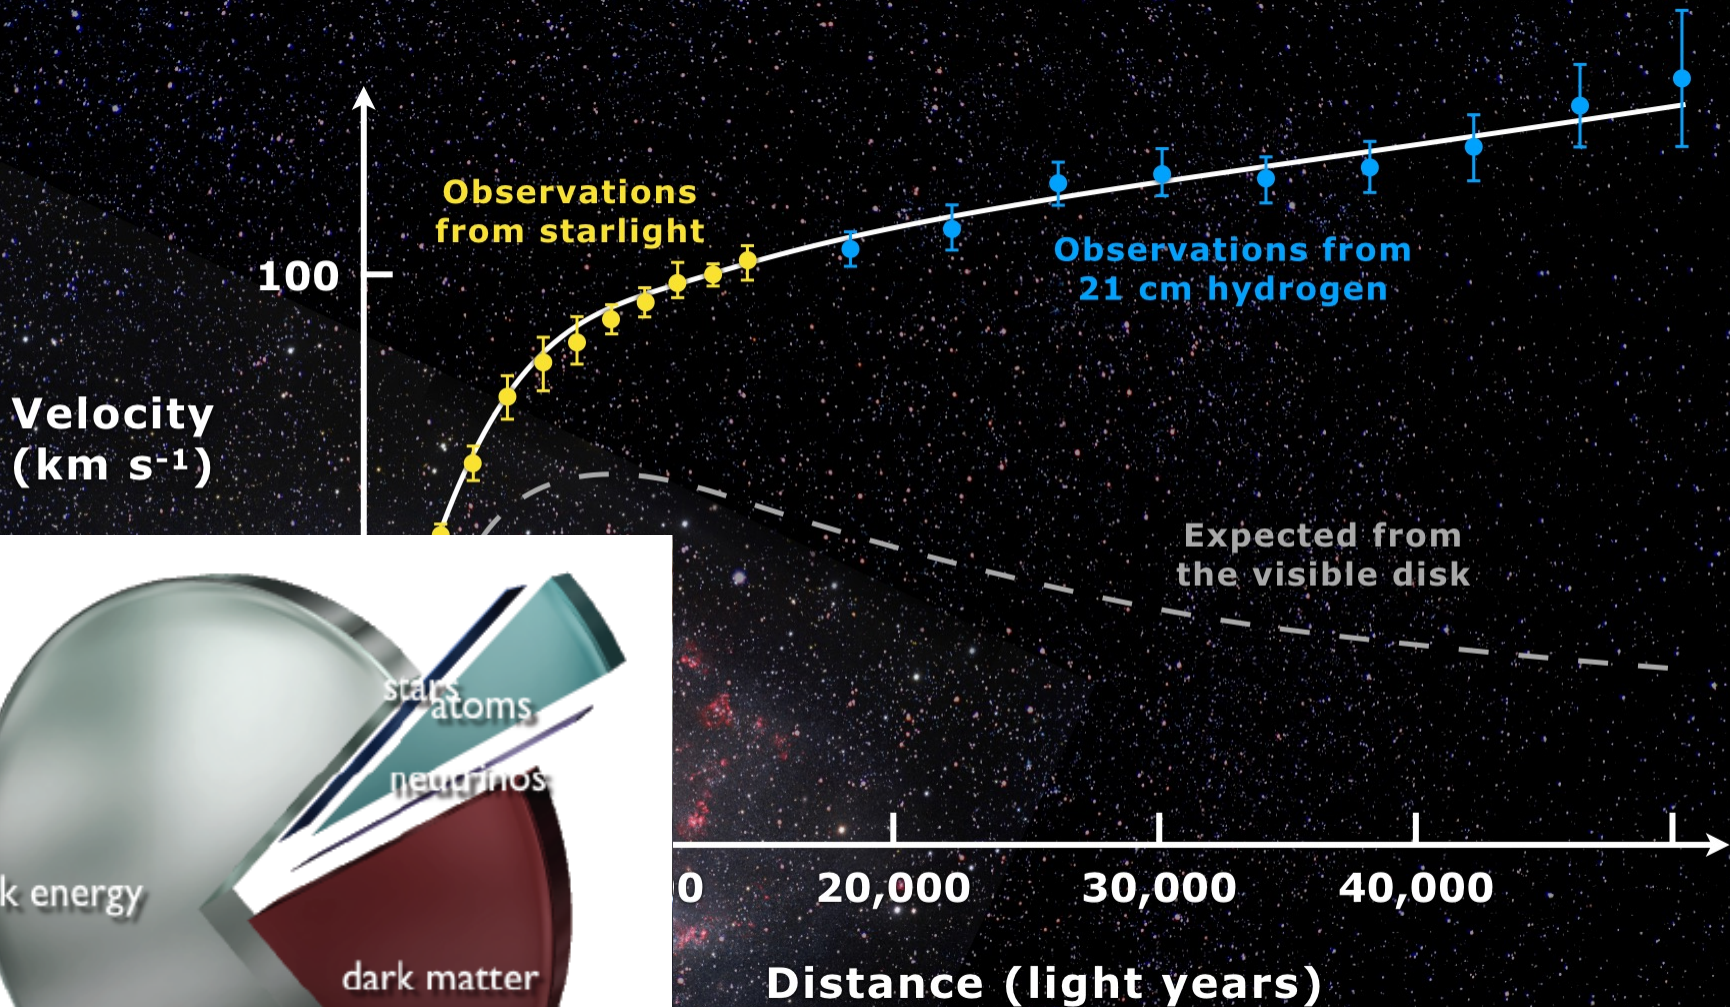 Observations
from starlight
100
Observations from
21 cm hydrogen
Velocity
(km s⁻¹)
Expected from
the visible disk
stars
atoms
neutrinos
k energy
dark matter
0
20,000
30,000
40,000
Distance (light years)